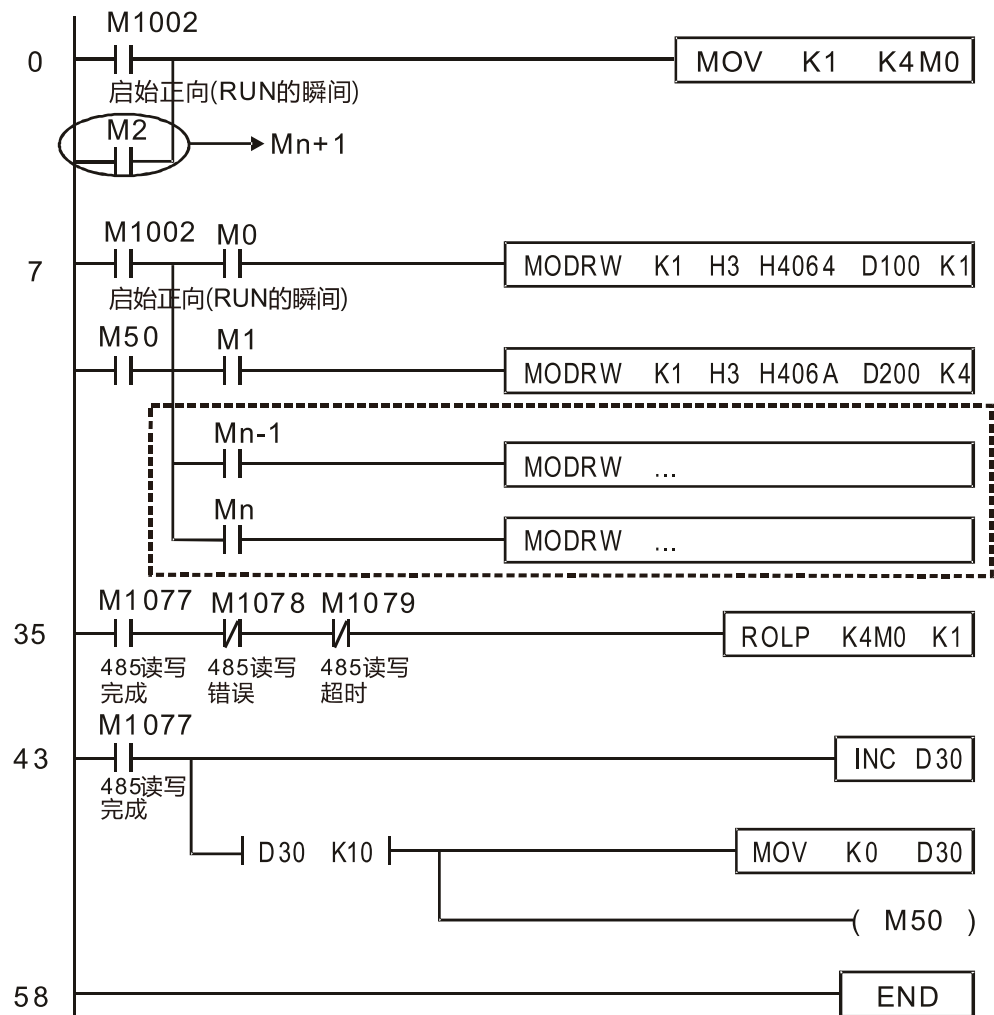 M1002
0 MOV K1 K4M0
启始正向(RUN的瞬间)
M2
Mn+1
M1002 M0
7 MODRW K1 H3 H4064 D100 K1
启始正向(RUN的瞬间)
M50 M1
MODRW K1 H3 H406A D200 K4
Mn-1
MODRW ...
Mn
MODRW ...
M1077 M1078 M1079
35 ROLP K4M0 K1
485读写 485读写 485读写
完成 错误 超时
M1077
43 INC D30
485读写
完成
D30 K10 MOV K0 D30
( M50 )
58 END